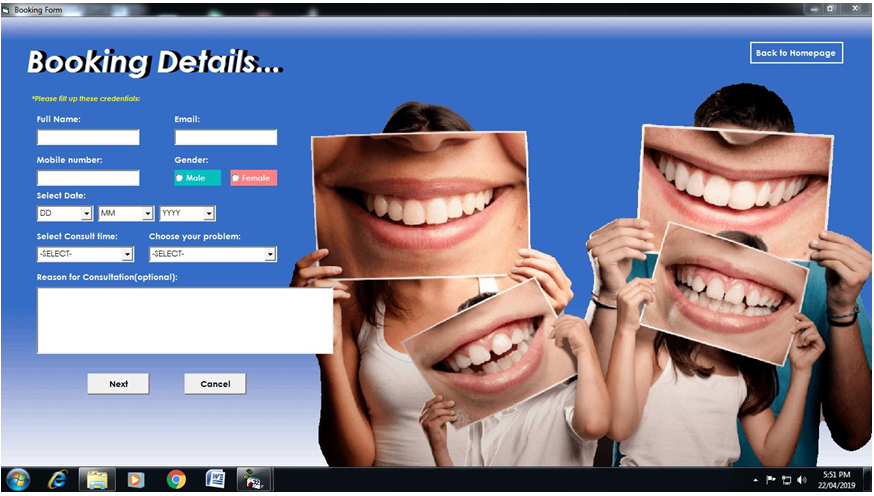 Booking Form
Back to Homepage
Booking Details...
*Please fill up these credentials:
Full Name: Email:
Mobile number: Gender:
Male Female
Select Date:
DD MM YYYY
Select Consult time: Choose your problem:
-SELECT- -SELECT-
Reason for Consultation(optional):
Next Cancel
5:51 PM
22/04/2019